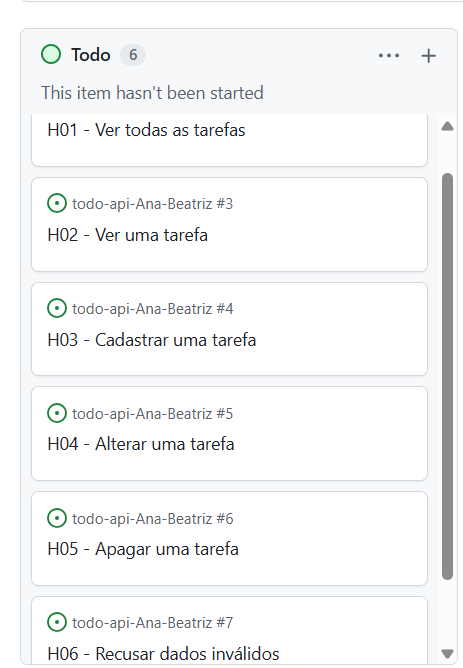 Todo 6
This item hasn't been started
H01 - Ver todas as tarefas
todo-api-Ana-Beatriz #3
H02 - Ver uma tarefa
todo-api-Ana-Beatriz #4
H03 - Cadastrar uma tarefa
todo-api-Ana-Beatriz #5
H04 - Alterar uma tarefa
todo-api-Ana-Beatriz #6
H05 - Apagar uma tarefa
todo-api-Ana-Beatriz #7
H06 - Recusar dados inválidos